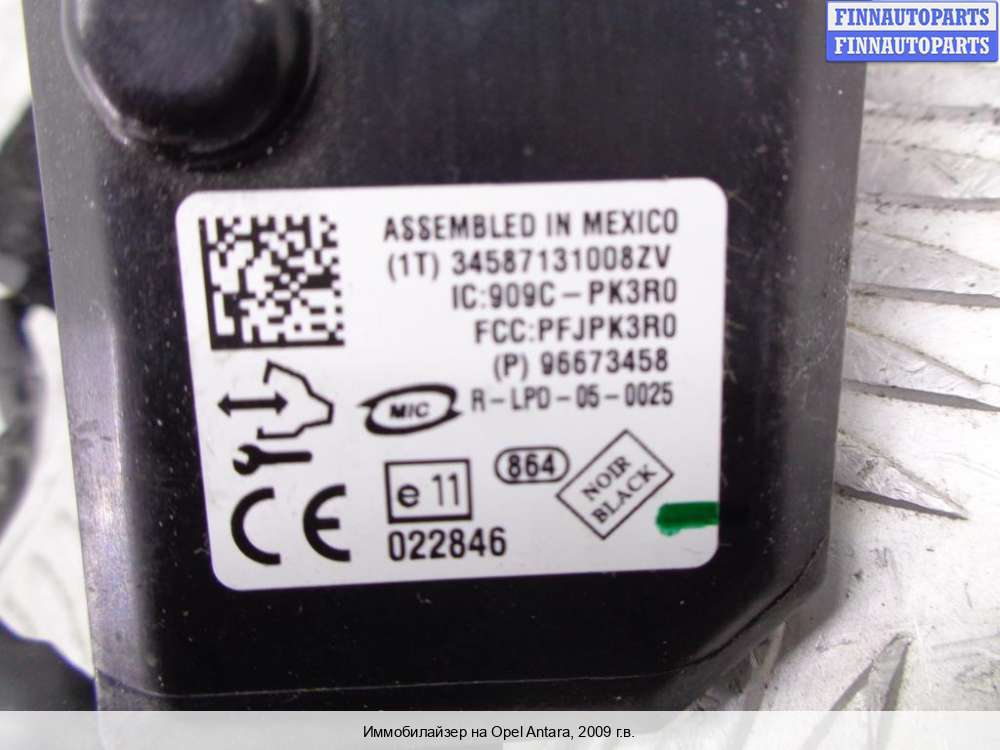 FINNAUTOPARTS
FINNAUTOPARTS
ASSEMBLED IN MEXICO
(1T) 34587131008ZV
IC:909C-PK3R0
FCC:PFJPK3R0
(P) 96673458
MIC R-LPD-05-0025
864
NOIR
BLACK
e 11
022846
CE
Иммобилайзер на Opel Antara, 2009 г.в.